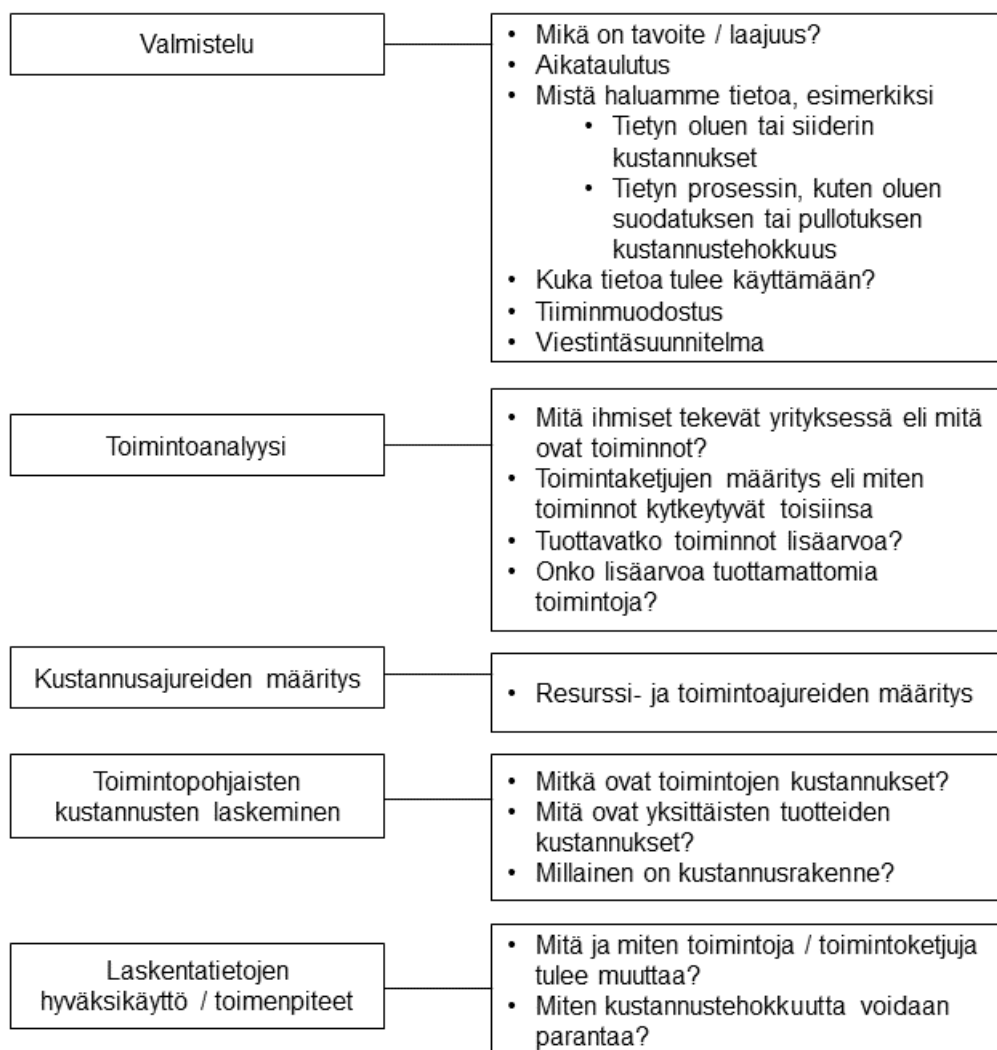 Valmistelu
• Mikä on tavoite / laajuus?
• Aikataulutus
• Mistä haluamme tietoa, esimerkiksi
• Tietyn oluen tai siiderin
kustannukset
• Tietyn prosessin, kuten oluen
suodatuksen tai pullotuksen
kustannustehokkuus
• Kuka tietoa tulee käyttämään?
• Tiiminmuodostus
• Viestintäsuunnitelma
Toimintoanalyysi
• Mitä ihmiset tekevät yrityksessä eli mitä
ovat toiminnot?
• Toimintaketjujen määritys eli miten
toiminnot kytkeytyvät toisiinsa
• Tuottavatko toiminnot lisäarvoa?
• Onko lisäarvoa tuottamattomia
toimintoja?
Kustannusajureiden määritys
• Resurssi- ja toimintoajureiden määritys
Toimintopohjaisten
kustannusten laskeminen
• Mitkä ovat toimintojen kustannukset?
• Mitä ovat yksittäisten tuotteiden
kustannukset?
• Millainen on kustannusrakenne?
Laskentatietojen
hyväksikäyttö / toimenpiteet
• Mitä ja miten toimintoja / toimintoketjuja
tulee muuttaa?
• Miten kustannustehokkuutta voidaan
parantaa?